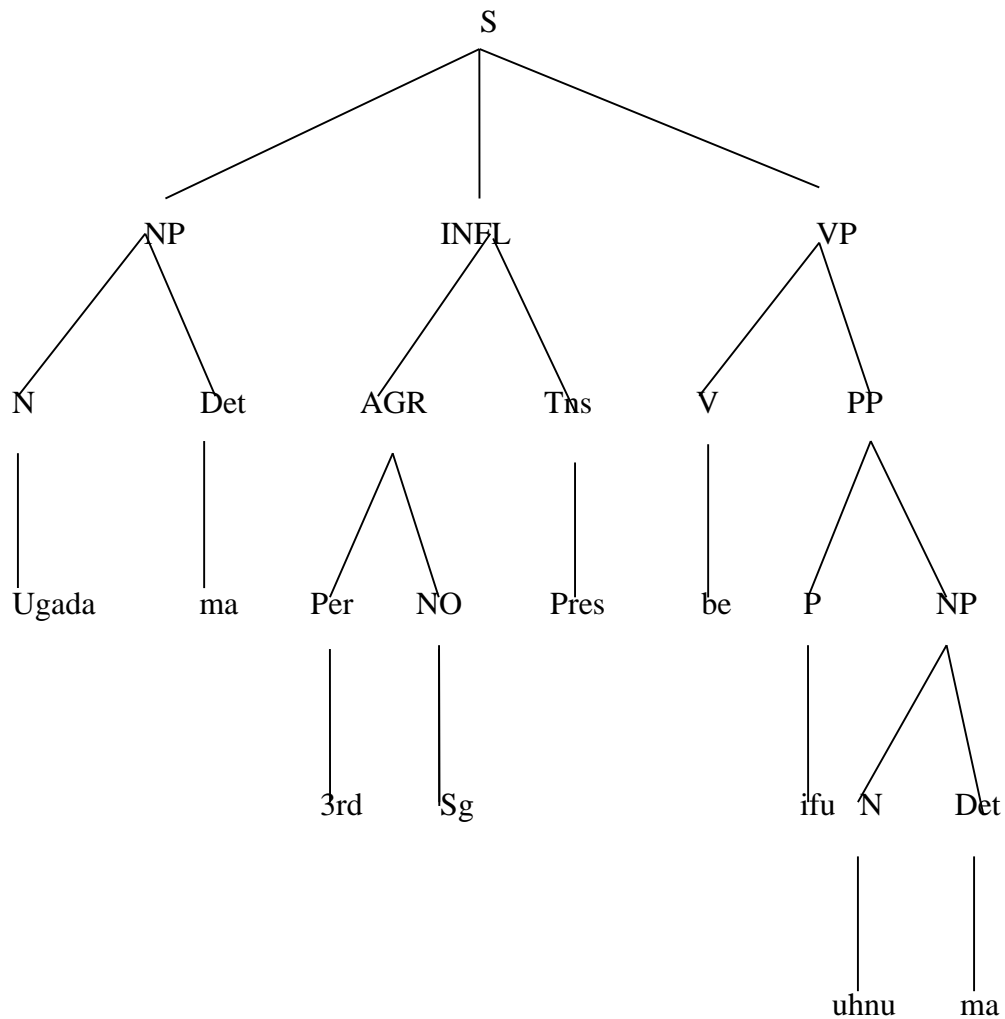 S
NP INFL VP
N Det AGR Tns V PP
Ugada ma Per NO Pres be P NP
3rd Sg ifu N Det
uhnu ma